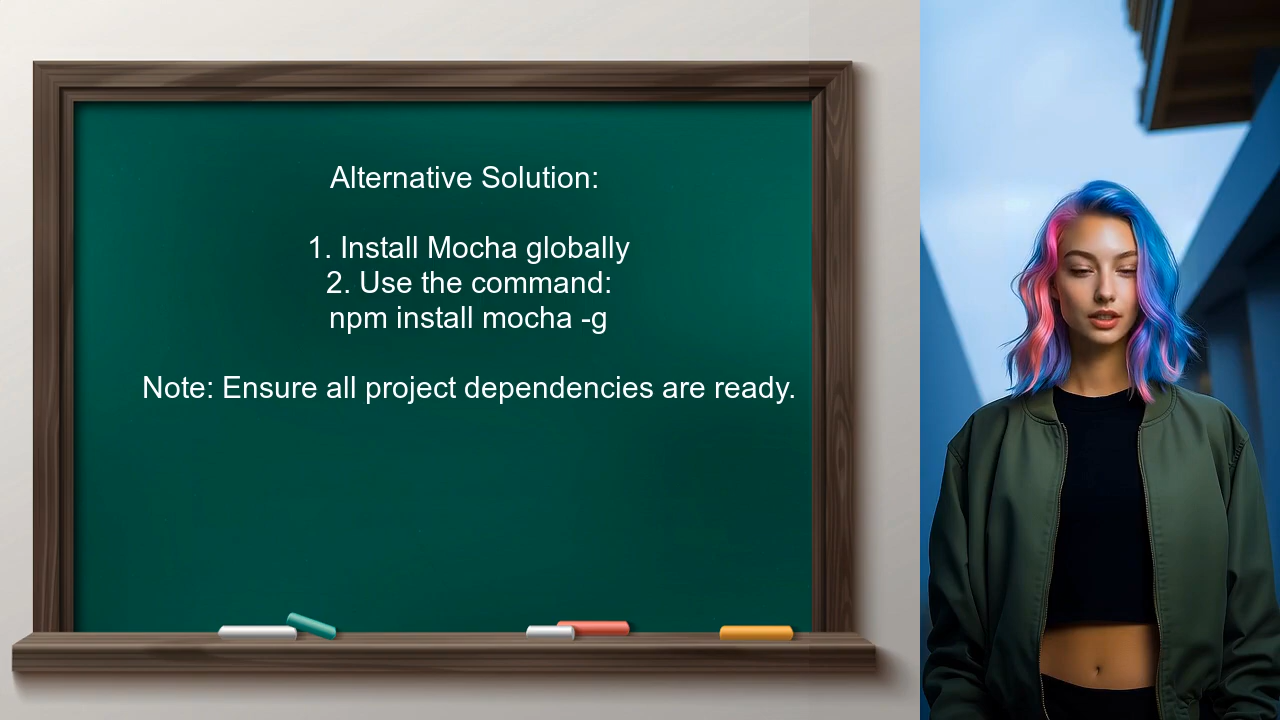 Alternative Solution:
1. Install Mocha globally
2. Use the command:
npm install mocha -g
Note: Ensure all project dependencies are ready.